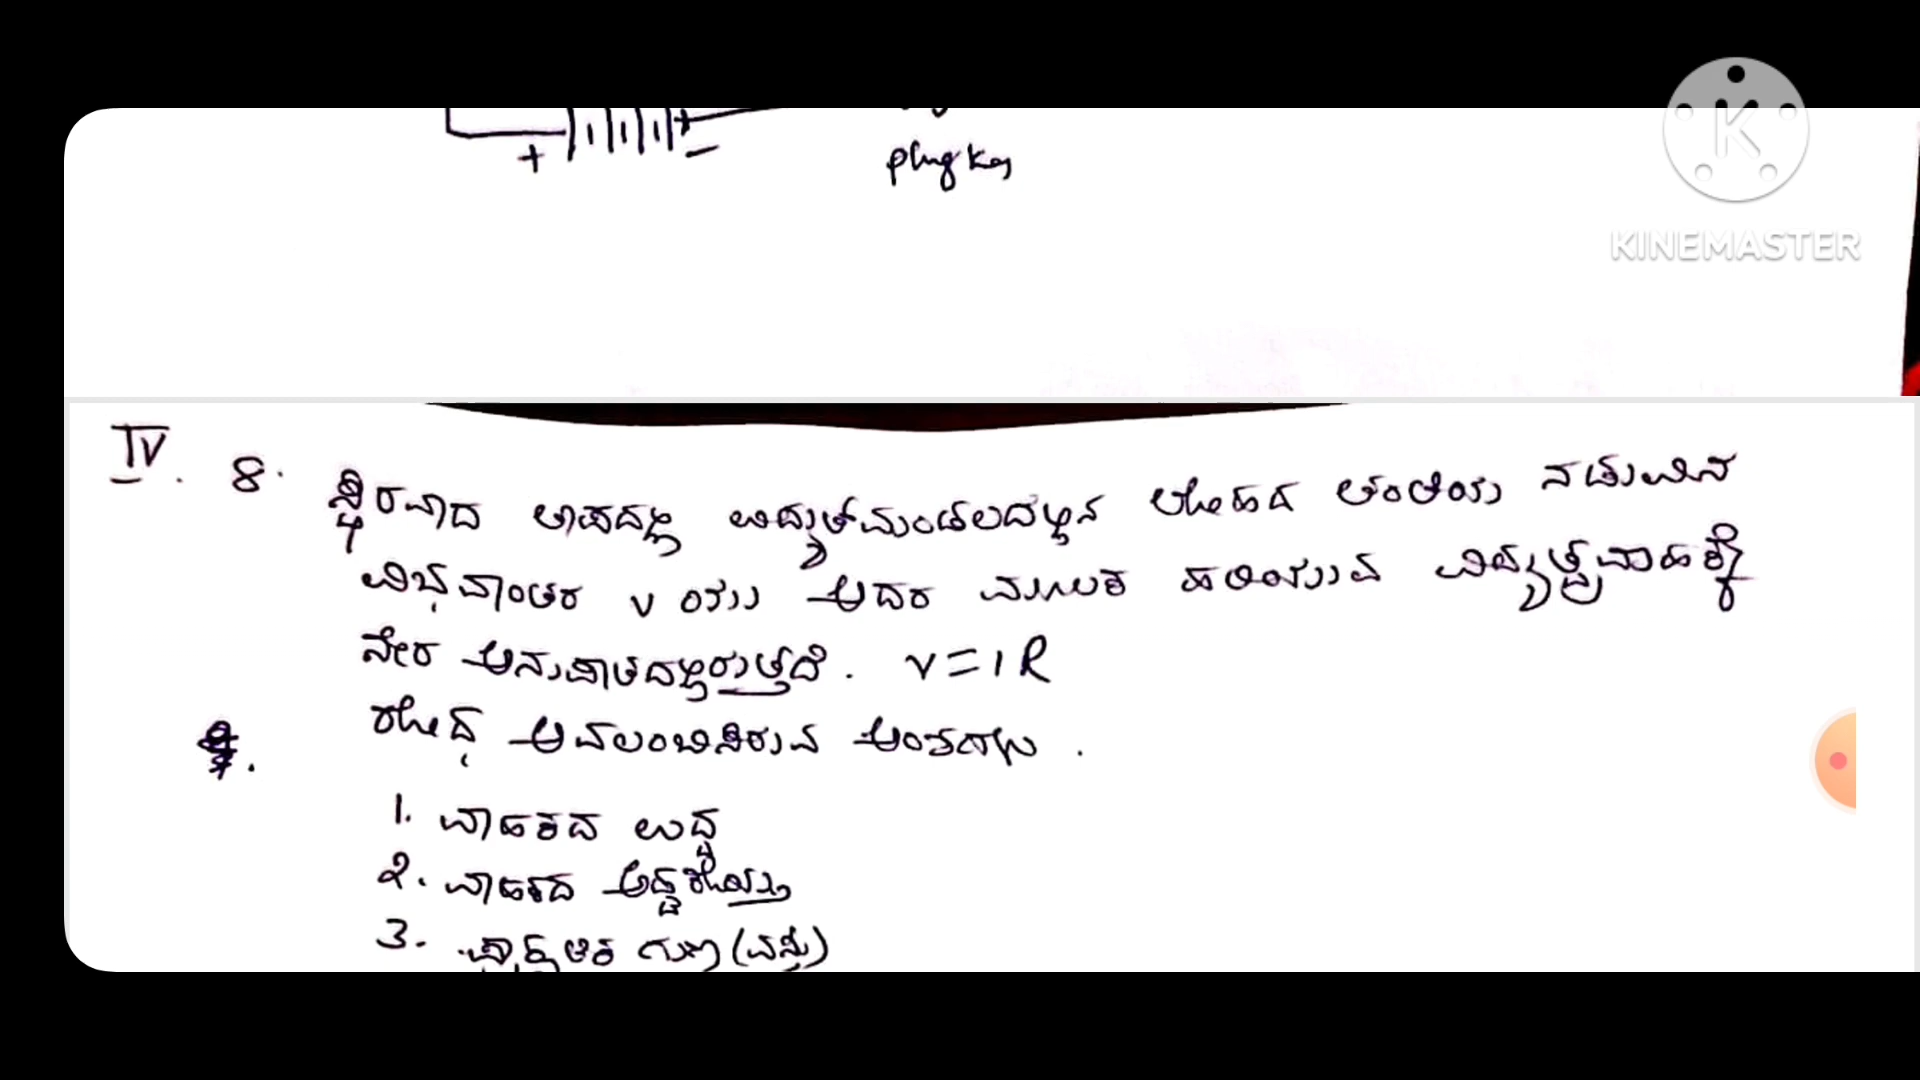 + + -
plug key
K
KINEMASTER
IV. 8. ಸ್ಥಿರವಾದ ತಾಪದಲ್ಲಿ ವಿದ್ಯುತ್‌ಮಂಡಲದಲ್ಲಿನ ಲೋಹದ ತಂತಿಯ ನಡುವಿನ
ವಿಭವಾಂತರ v ಯು ಅದರ ಮೂಲಕ ಹರಿಯುವ ವಿದ್ಯುತ್ಪ್ರವಾಹಕ್ಕೆ
ನೇರ ಅನುಪಾತದಲ್ಲಿರುತ್ತದೆ. V=IR
ರೋಧ ಅವಲಂಬಿಸಿರುವ ಅಂಶಗಳು.
1. ವಾಹಕದ ಉದ್ದ
2. ವಾಹಕದ ಅಡ್ಡಕೊಯ್ತ
3. ಪ್ರಾಕೃತಿಕ ಗುಣ (ವಸ್ತು)